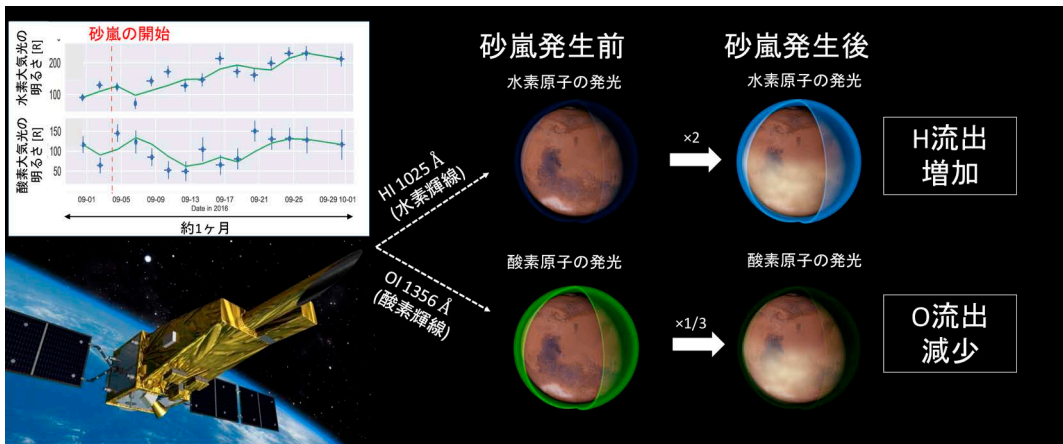 砂嵐の開始
水素大気光の
明るさ [R]
200
100
酸素大気光の
明るさ [R]
150
100
50
09-01
09-05
09-09
09-13
09-17
09-21
09-25
09-29
10-01
Date in 2016
約1ヶ月
HI 1025 Å
(水素輝線)
OI 1356 Å
(酸素輝線)
砂嵐発生前
砂嵐発生後
水素原子の発光
水素原子の発光
×2
H流出
増加
酸素原子の発光
酸素原子の発光
×1/3
O流出
減少